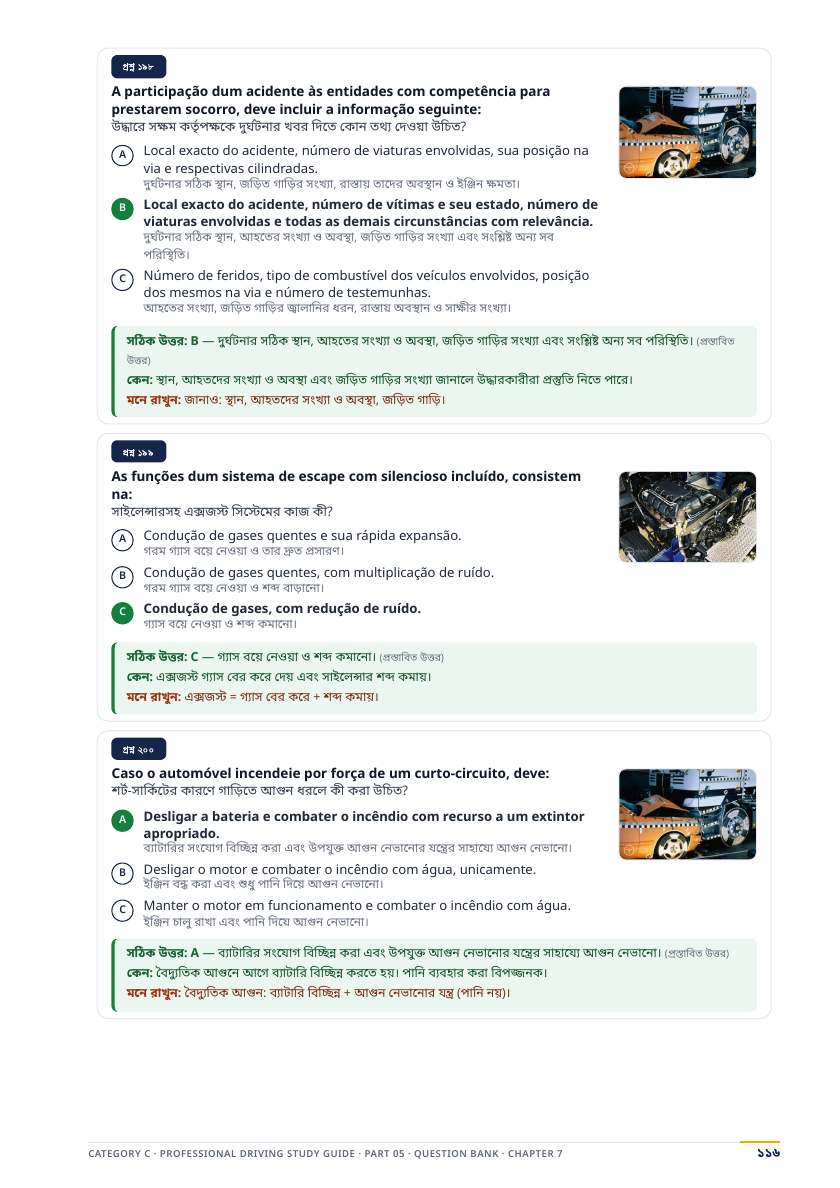 প্রশ্ন ১৯৮
A participação dum acidente às entidades com competência para
prestarem socorro, deve incluir a informação seguinte:
উদ্ধারে সক্ষম কর্তৃপক্ষকে দুর্ঘটনার খবর দিতে কোন তথ্য দেওয়া উচিত?
A
Local exacto do acidente, número de viaturas envolvidas, sua posição na
via e respectivas cilindradas.
দুর্ঘটনার সঠিক স্থান, জড়িত গাড়ির সংখ্যা, রাস্তায় তাদের অবস্থান ও ইঞ্জিন ক্ষমতা।
B
Local exacto do acidente, número de vítimas e seu estado, número de
viaturas envolvidas e todas as demais circunstâncias com relevância.
দুর্ঘটনার সঠিক স্থান, আহতের সংখ্যা ও অবস্থা, জড়িত গাড়ির সংখ্যা এবং সংশ্লিষ্ট অন্য সব
পরিস্থিতি।
C
Número de feridos, tipo de combustível dos veículos envolvidos, posição
dos mesmos na via e número de testemunhas.
আহতের সংখ্যা, জড়িত গাড়ির জ্বালানির ধরন, রাস্তায় অবস্থান ও সাক্ষীর সংখ্যা।
সঠিক উত্তর: B — দুর্ঘটনার সঠিক স্থান, আহতের সংখ্যা ও অবস্থা, জড়িত গাড়ির সংখ্যা এবং সংশ্লিষ্ট অন্য সব পরিস্থিতি। (প্রস্তাবিত
উত্তর)
কেন: স্থান, আহতদের সংখ্যা ও অবস্থা এবং জড়িত গাড়ির সংখ্যা জানালে উদ্ধারকারীরা প্রস্তুতি নিতে পারে।
মনে রাখুন: জানাও: স্থান, আহতদের সংখ্যা ও অবস্থা, জড়িত গাড়ি।
প্রশ্ন ১৯৯
As funções dum sistema de escape com silencioso incluído, consistem
na:
সাইলেন্সারসহ এক্সজস্ট সিস্টেমের কাজ কী?
A
Condução de gases quentes e sua rápida expansão.
গরম গ্যাস বয়ে নেওয়া ও তার দ্রুত প্রসারণ।
B
Condução de gases quentes, com multiplicação de ruído.
গরম গ্যাস বয়ে নেওয়া ও শব্দ বাড়ানো।
C
Condução de gases, com redução de ruído.
গ্যাস বয়ে নেওয়া ও শব্দ কমানো।
সঠিক উত্তর: C — গ্যাস বয়ে নেওয়া ও শব্দ কমানো। (প্রস্তাবিত উত্তর)
কেন: এক্সজস্ট গ্যাস বের করে দেয় এবং সাইলেন্সার শব্দ কমায়।
মনে রাখুন: এক্সজস্ট = গ্যাস বের করে + শব্দ কমায়।
প্রশ্ন ২০০
Caso o automóvel incendeie por força de um curto-circuito, deve:
শর্ট-সার্কিটের কারণে গাড়িতে আগুন ধরলে কী করা উচিত?
A
Desligar a bateria e combater o incêndio com recurso a um extintor
apropriado.
ব্যাটারির সংযোগ বিচ্ছিন্ন করা এবং উপযুক্ত আগুন নেভানোর যন্ত্রের সাহায্যে আগুন নেভানো।
B
Desligar o motor e combater o incêndio com água, unicamente.
ইঞ্জিন বন্ধ করা এবং শুধু পানি দিয়ে আগুন নেভানো।
C
Manter o motor em funcionamento e combater o incêndio com água.
ইঞ্জিন চালু রাখা এবং পানি দিয়ে আগুন নেভানো।
সঠিক উত্তর: A — ব্যাটারির সংযোগ বিচ্ছিন্ন করা এবং উপযুক্ত আগুন নেভানোর যন্ত্রের সাহায্যে আগুন নেভানো। (প্রস্তাবিত উত্তর)
কেন: বৈদ্যুতিক আগুনে আগে ব্যাটারি বিচ্ছিন্ন করতে হয়। পানি ব্যবহার করা বিপজ্জনক।
মনে রাখুন: বৈদ্যুতিক আগুন: ব্যাটারি বিচ্ছিন্ন + আগুন নেভানোর যন্ত্র (পানি নয়)।
CATEGORY C · PROFESSIONAL DRIVING STUDY GUIDE · PART 05 · QUESTION BANK · CHAPTER 7
১১৬